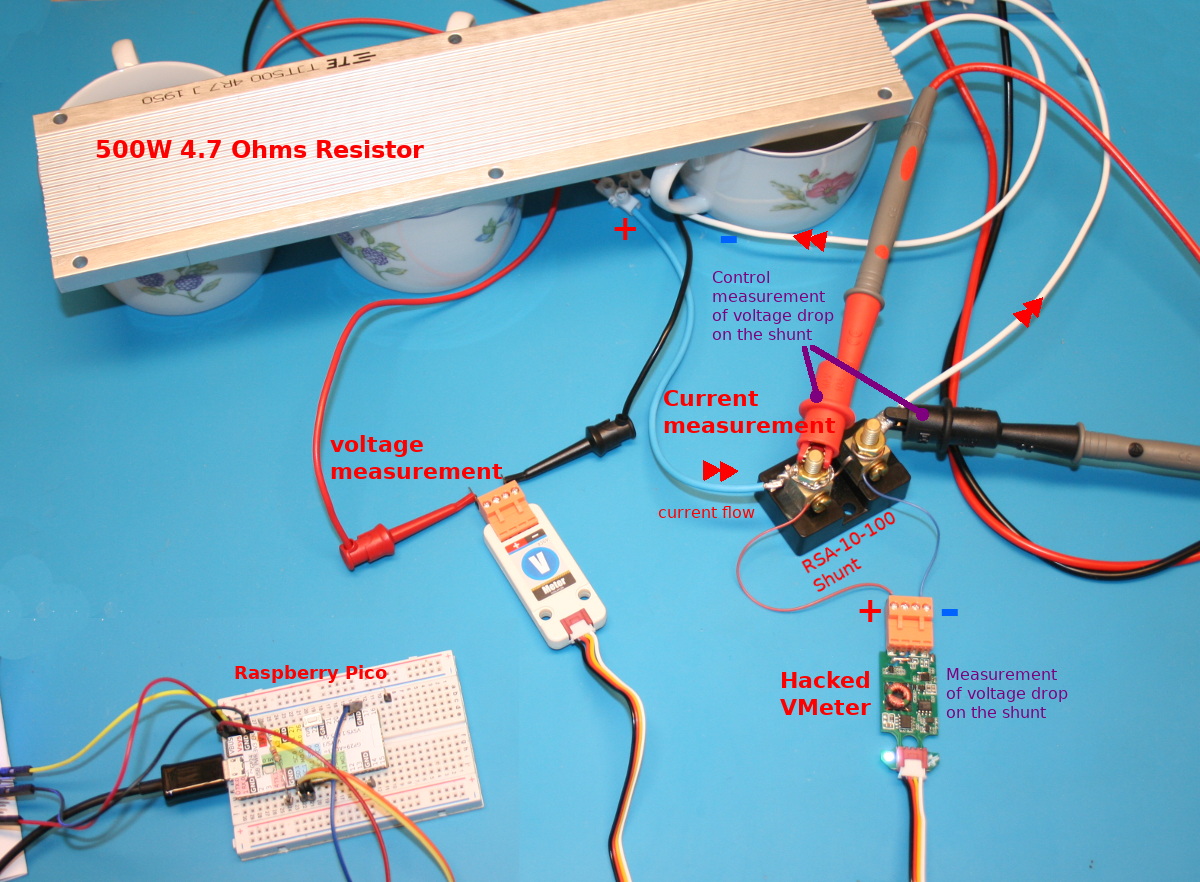 TE TJT500 4R7 J 1950
500W 4.7 Ohms Resistor
+
-
Control
measurement
of voltage drop
on the shunt
Current
measurement
voltage
measurement
current flow
RSA-10-100
Shunt
V
Meter
+
-
Raspberry Pico
Hacked
VMeter
Measurement
of voltage drop
on the shunt